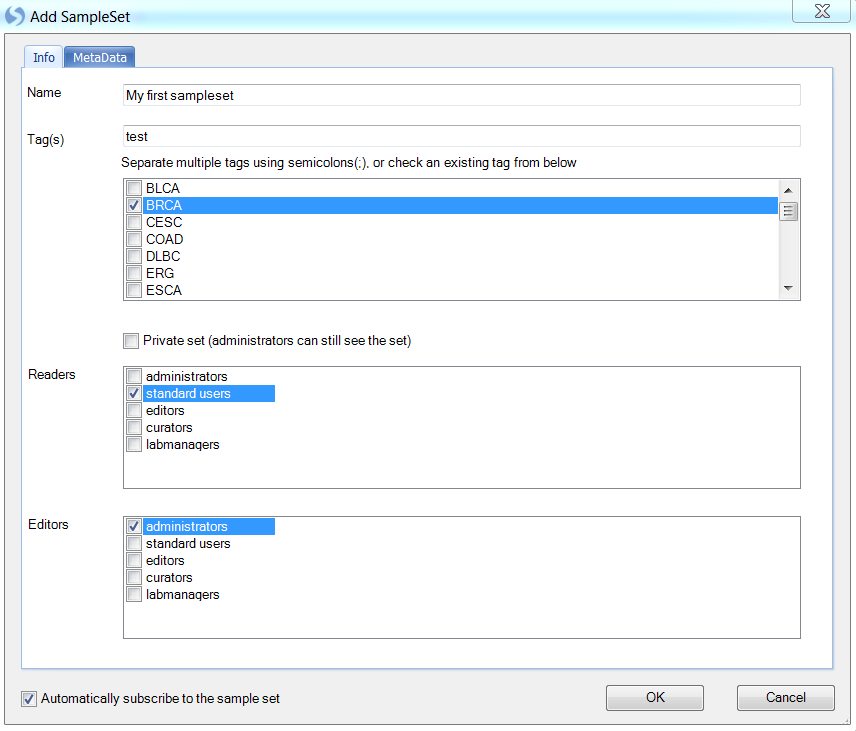 Add SampleSet
Info MetaData
Name My first sampleset
Tag(s) test
Separate multiple tags using semicolons(;), or check an existing tag from below
BLCA
BRCA
CESC
COAD
DLBC
ERG
ESCA
Private set (administrators can still see the set)
Readers administrators
standard users
editors
curators
labmanagers
Editors administrators
standard users
editors
curators
labmanagers
Automatically subscribe to the sample set OK Cancel